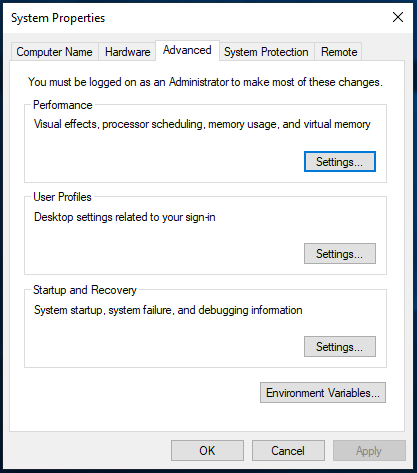 System Properties
Computer Name Hardware Advanced System Protection Remote
You must be logged on as an Administrator to make most of these changes.
Performance
Visual effects, processor scheduling, memory usage, and virtual memory
Settings...
User Profiles
Desktop settings related to your sign-in
Settings...
Startup and Recovery
System startup, system failure, and debugging information
Settings...
Environment Variables...
OK Cancel Apply